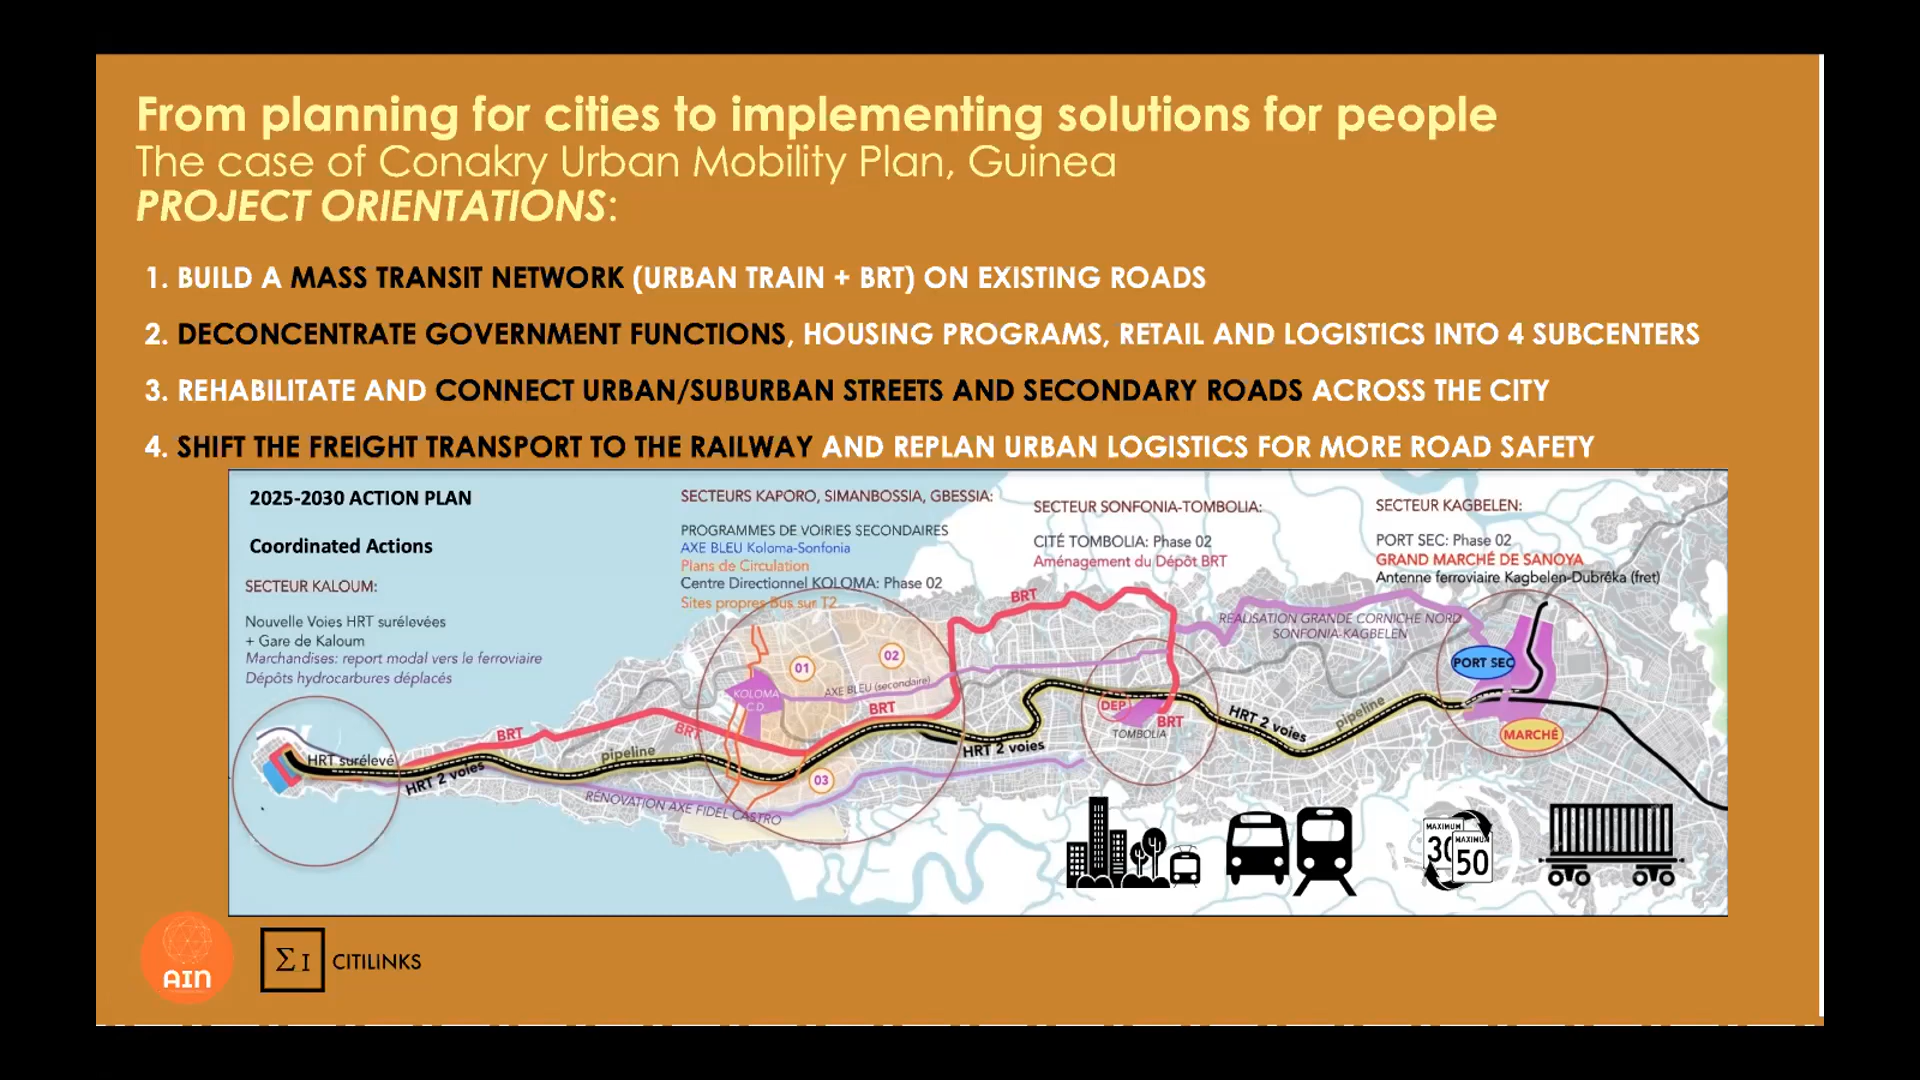 From planning for cities to implementing solutions for people
The case of Conakry Urban Mobility Plan, Guinea
PROJECT ORIENTATIONS:
1. BUILD A MASS TRANSIT NETWORK (URBAN TRAIN + BRT) ON EXISTING ROADS
2. DECONCENTRATE GOVERNMENT FUNCTIONS, HOUSING PROGRAMS, RETAIL AND LOGISTICS INTO 4 SUBCENTERS
3. REHABILITATE AND CONNECT URBAN/SUBURBAN STREETS AND SECONDARY ROADS ACROSS THE CITY
4. SHIFT THE FREIGHT TRANSPORT TO THE RAILWAY AND REPLAN URBAN LOGISTICS FOR MORE ROAD SAFETY
2025-2030 ACTION PLAN
Coordinated Actions
SECTEUR KALOUM:
Nouvelle Voies HRT surélevées
+ Gare de Kaloum
Marchandises: report modal vers le ferroviaire
Dépôts hydrocarbures déplacés
SECTEURS KAPORO, SIMANBOSSIA, GBESSIA:
PROGRAMMES DE VOIRIES SECONDAIRES
AXE BLEU Koloma-Sonfonia
Plans de Circulation
Centre Directionnel KOLOMA: Phase 02
Sites propres Bus sur T2
SECTEUR SONFONIA-TOMBOLIA:
CITÉ TOMBOLIA: Phase 02
Aménagement du Dépôt BRT
SECTEUR KAGBELEN:
PORT SEC: Phase 02
GRAND MARCHÉ DE SANOYA
Antenne ferroviaire Kagbelen-Dubréka (fret)
BRT
REALISATION GRANDE CORNICHE NORD
SONFONIA-KAGBELEN
01
02
PORT SEC
KOLOMA
C.D.
AXE BLEU (secondaire)
BRT
DEP
BRT
TOMBOLIA
HRT 2 voies
pipeline
MARCHÉ
BRT
BRT
HRT surélevé
pipeline
HRT 2 voies
HRT 2 voies
03
RÉNOVATION AXE FIDEL CASTRO
MAXIMUM
30
MAXIMUM
50
AIN
ΣI
CITILINKS